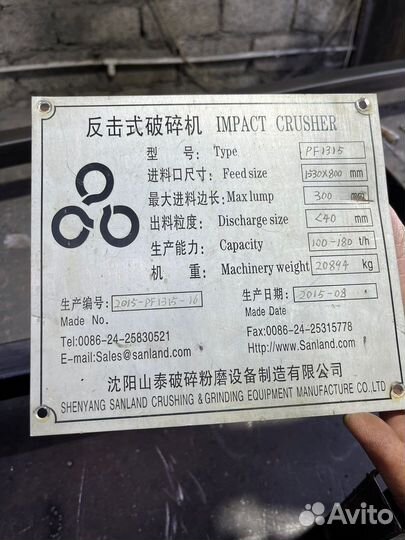 反击式破碎机 IMPACT CRUSHER
型 号: Type PF1315
进料口尺寸: Feed size 1530X800 mm
最大进料边长: Max lump 300 mm
出料粒度: Discharge size <40 mm
生产能力: Capacity 100-180 t/h
机 重: Machinery weight 20894 kg
生产编号: 2015-PF1315-16 生产日期: 2015-08
Made No. Made Date
Tel:0086-24-25830521 Fax:0086-24-25315778
E-mail:Sales@sanland. Http://www.Sanland.
沈阳山泰破碎粉磨设备制造有限公司
SHENYANG SANLAND CRUSHING & GRINDING EQUIPMENT MANUFACTURE CO.,LTD
Avito